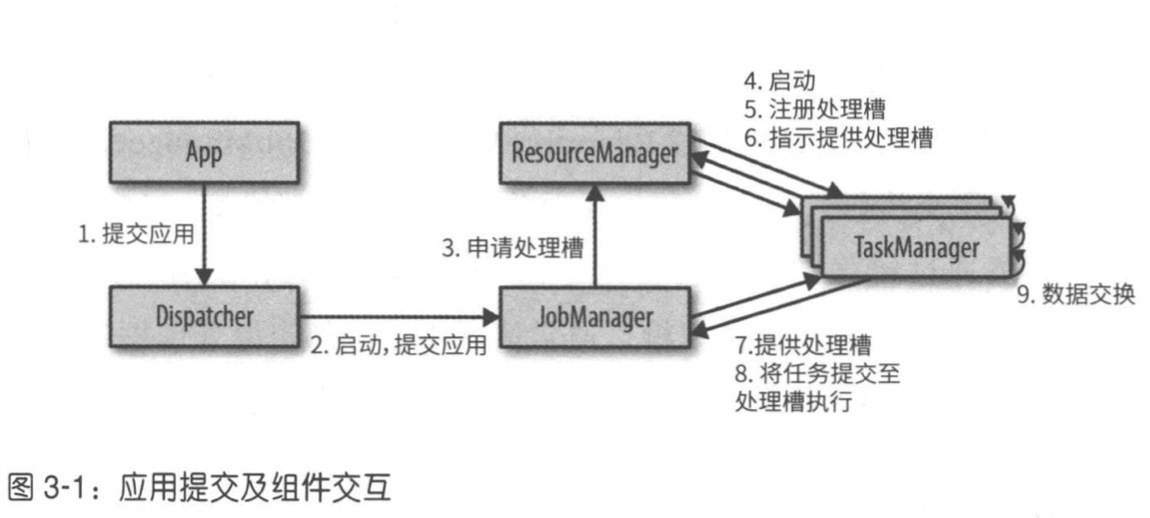 4. 启动
5. 注册处理槽
6. 指示提供处理槽
App
ResourceManager
1. 提交应用
3. 申请处理槽
TaskManager
9. 数据交换
Dispatcher
JobManager
2. 启动，提交应用
7.提供处理槽
8. 将任务提交至
处理槽执行
图 3-1：应用提交及组件交互